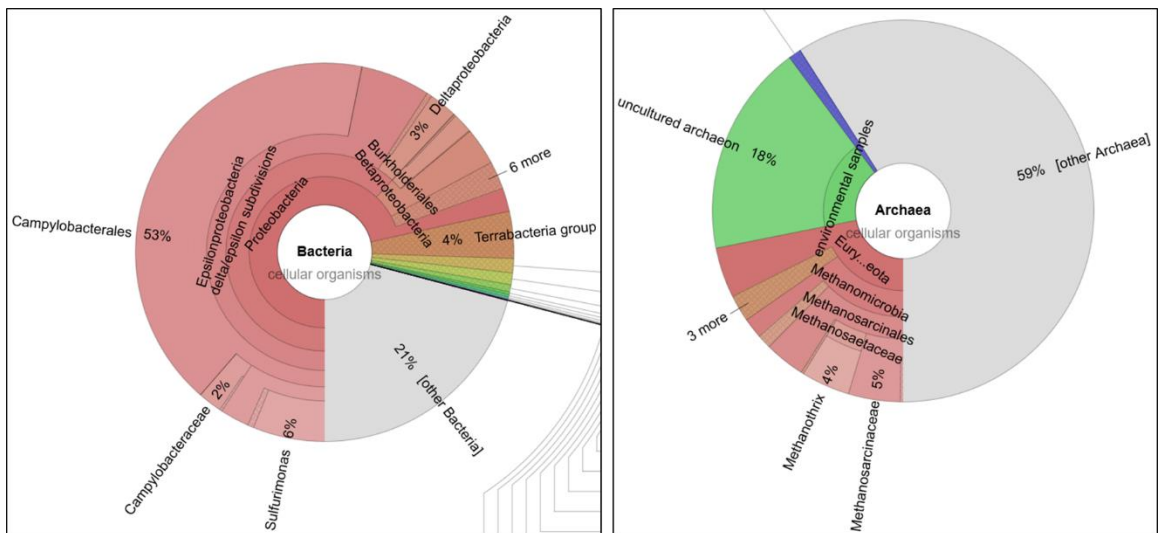 Deltaproteobacteria
3%
Burkholderiales
Betaproteobacteria
6 more
Epsilonproteobacteria
delta/epsilon subdivisions
Proteobacteria
Campylobacterales
53%
Bacteria
cellular organisms
4%
Terrabacteria group
21%
[other Bacteria]
2%
Campylobacteraceae
6%
Sulfurimonas
uncultured archaeon
18%
environmental samples
59%
[other Archaea]
Archaea
cellular organisms
Eury...eota
Methanomicrobia
Methanosarcinales
Methanosaetaceae
3 more
4%
Methanothrix
5%
Methanosarcinaceae